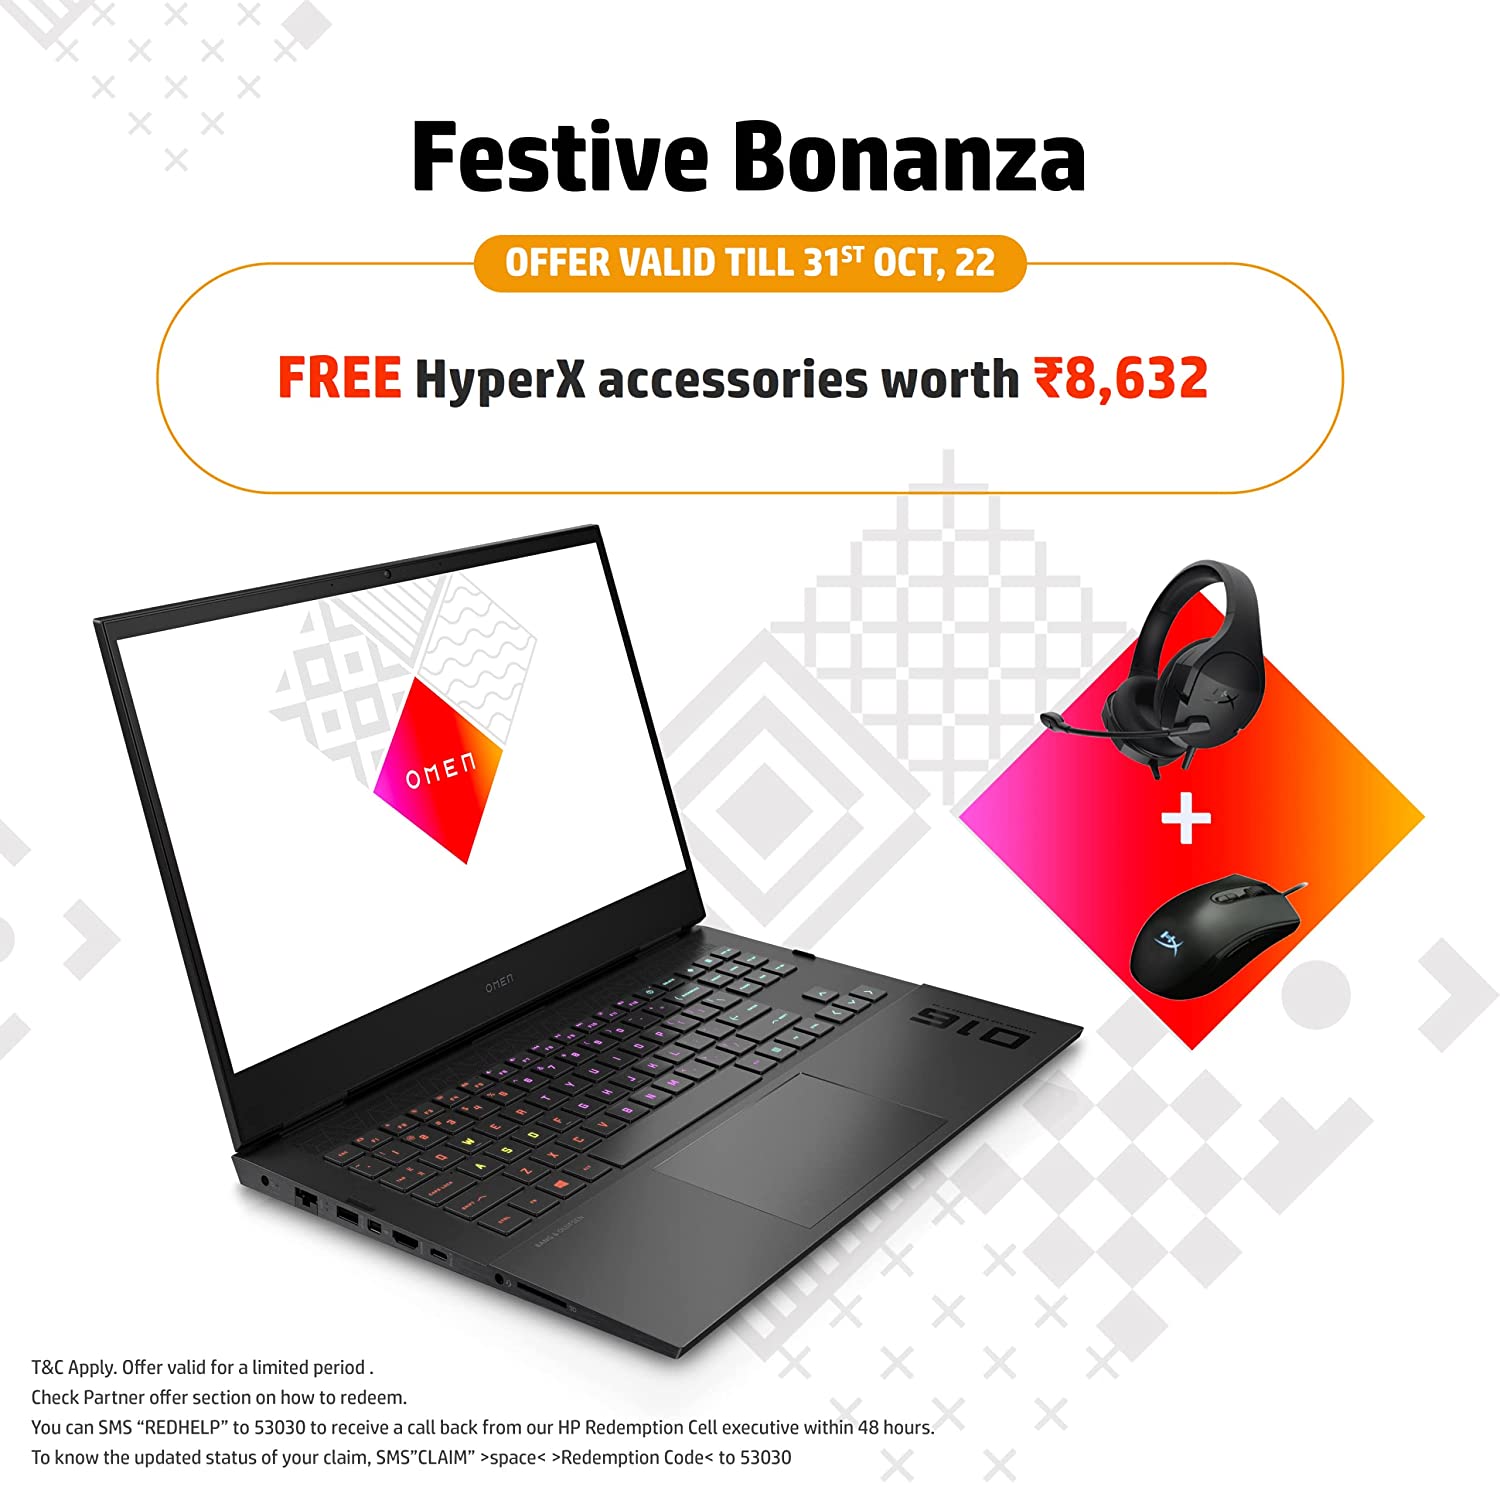 Festive Bonanza
OFFER VALID TILL 31ST OCT, 22
FREE HyperX accessories worth ₹8,632
OMEN
OMEN
016
BANG & OLUFSEN
T&C Apply. Offer valid for a limited period .
Check Partner offer section on how to redeem.
You can SMS “REDHELP” to 53030 to receive a call back from our HP Redemption Cell executive within 48 hours.
To know the updated status of your claim, SMS”CLAIM” >space< >Redemption Code< to 53030